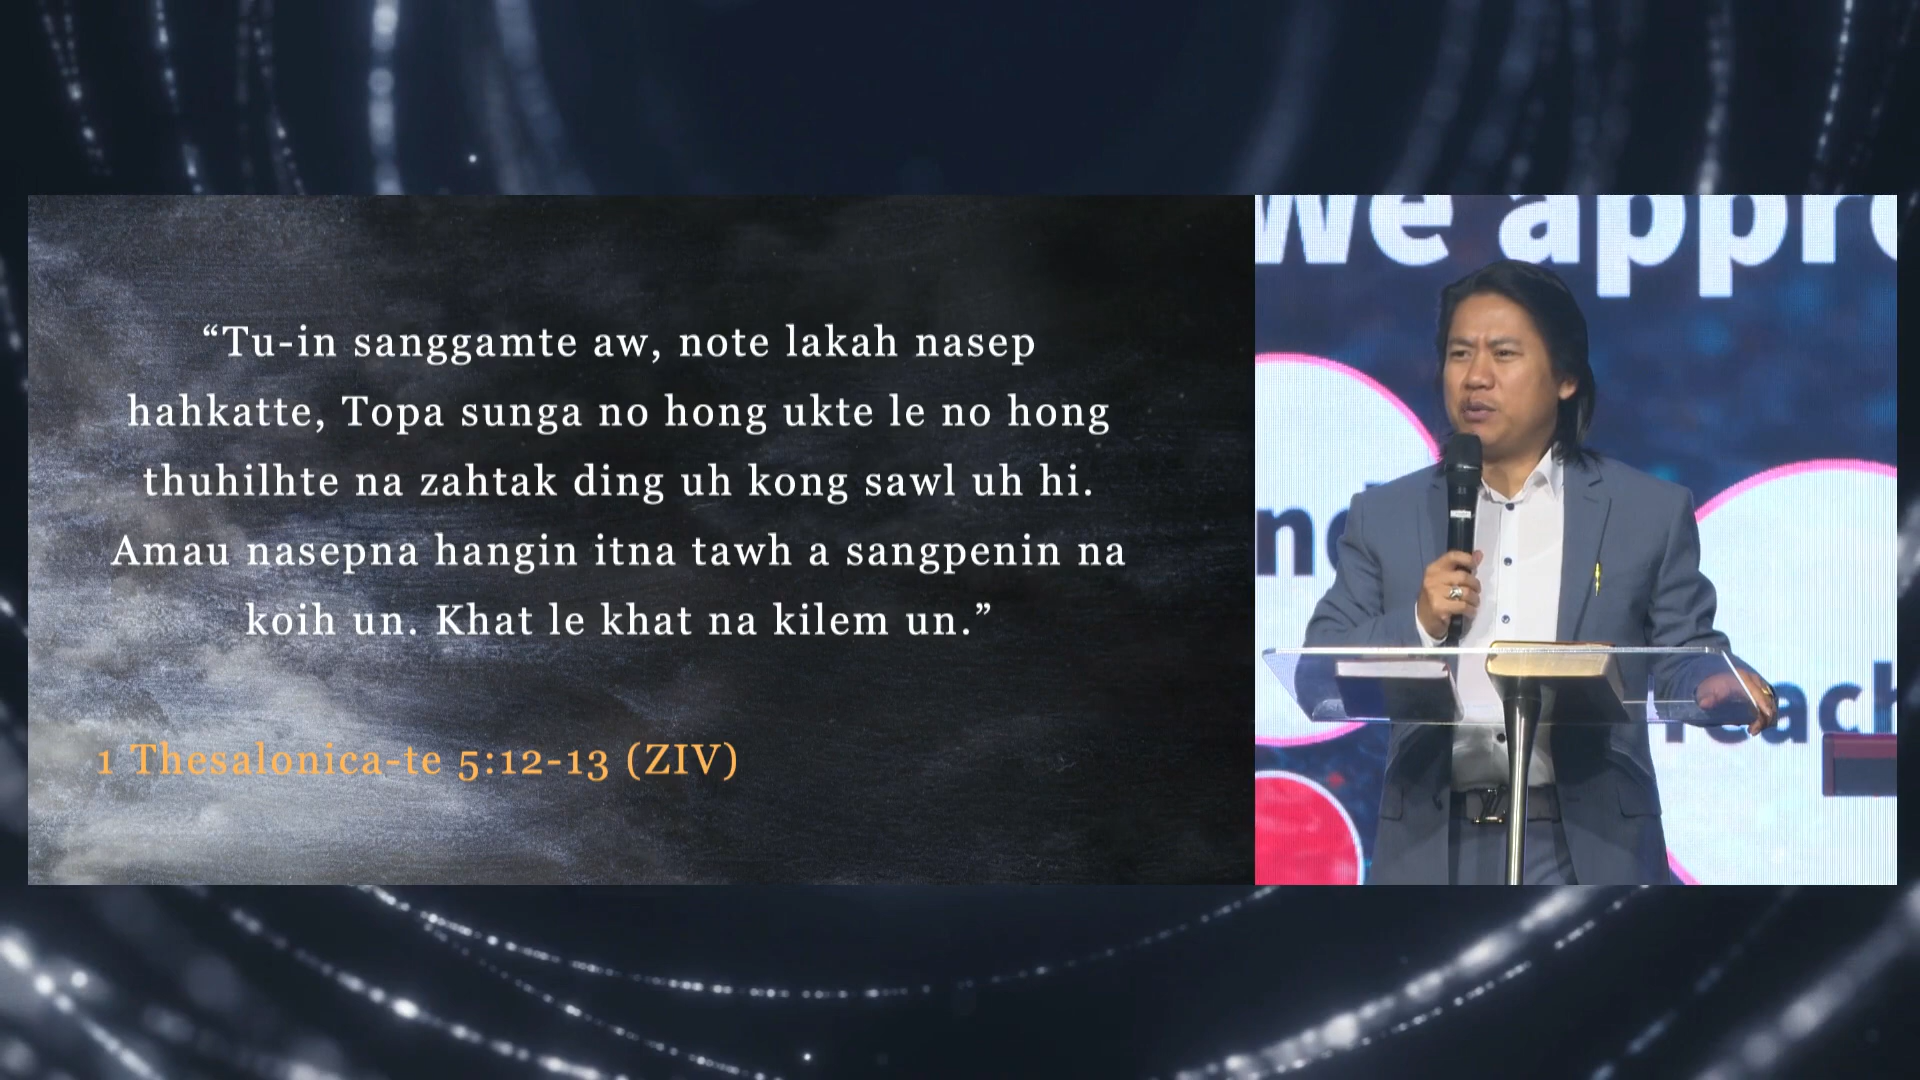 “Tu-in sanggamte aw, note lakah nasep
hahkatte, Topa sunga no hong ukte le no hong
thuhilhte na zahtak ding uh kong sawl uh hi.
Amau nasepna hangin itna tawh a sangpenin na
koih un. Khat le khat na kilem un.”
1 Thesalonica-te 5:12-13 (ZIV)
we appre